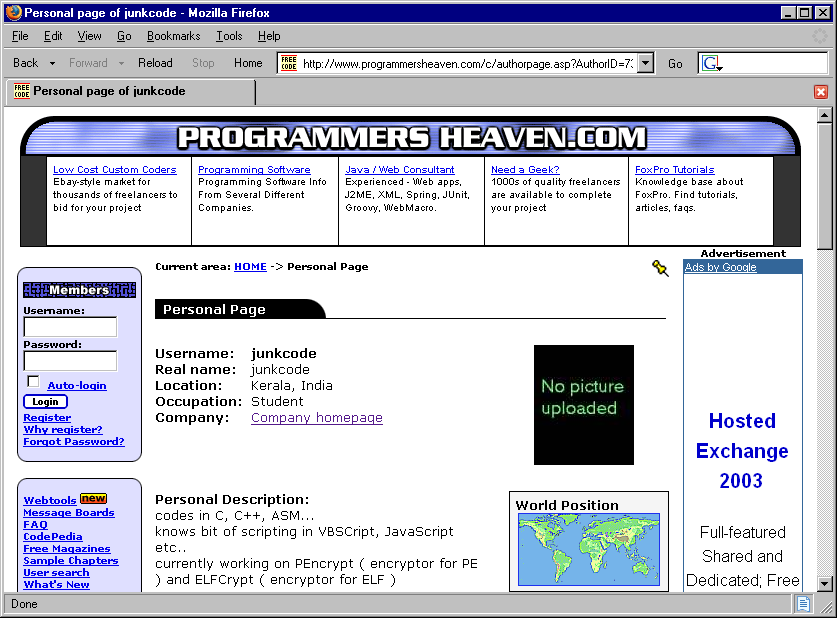 Personal page of junkcode - Mozilla Firefox
File Edit View Go Bookmarks Tools Help
Back Forward Reload Stop Home FREE CODE http://www.programmersheaven.com/c/authorpage.asp?AuthorID=73 Go G
FREE CODE Personal page of junkcode
PROGRAMMERS HEAVEN.COM
Low Cost Custom Coders
Ebay-style market for
thousands of freelancers to
bid for your project
Programming Software
Programming Software Info
From Several Different
Companies.
Java / Web Consultant
Experienced - Web apps,
J2ME, XML, Spring, JUnit,
Groovy, WebMacro.
Need a Geek?
1000s of quality freelancers
are available to complete
your project
FoxPro Tutorials
Knowledge base about
FoxPro. Find tutorials,
articles, faqs.
Members
Username:
Password:
Auto-login
Login
Register
Why register?
Forgot Password?
Webtools new
Message Boards
FAQ
CodePedia
Free Magazines
Sample Chapters
User search
What's New
Current area: HOME -> Personal Page
Personal Page
Username: junkcode
Real name: junkcode
Location: Kerala, India
Occupation: Student
Company: Company homepage
No picture
uploaded
Personal Description:
codes in C, C++, ASM...
knows bit of scripting in VBSCript, JavaScript
etc..
currently working on PEncrypt ( encryptor for PE
) and ELFCrypt ( encryptor for ELF )
World Position
Advertisement
Ads by Google
Hosted
Exchange
2003
Full-featured
Shared and
Dedicated; Free
Done